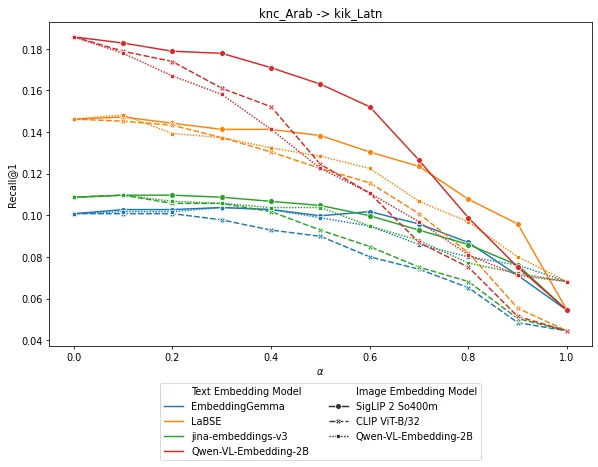 knc_Arab -> kik_Latn
Recall@1
0.18
0.16
0.14
0.12
0.10
0.08
0.06
0.04
0.0
0.2
0.4
0.6
0.8
1.0
α
Text Embedding Model
EmbeddingGemma
LaBSE
jina-embeddings-v3
Qwen-VL-Embedding-2B
Image Embedding Model
SigLIP 2 So400m
CLIP ViT-B/32
Qwen-VL-Embedding-2B